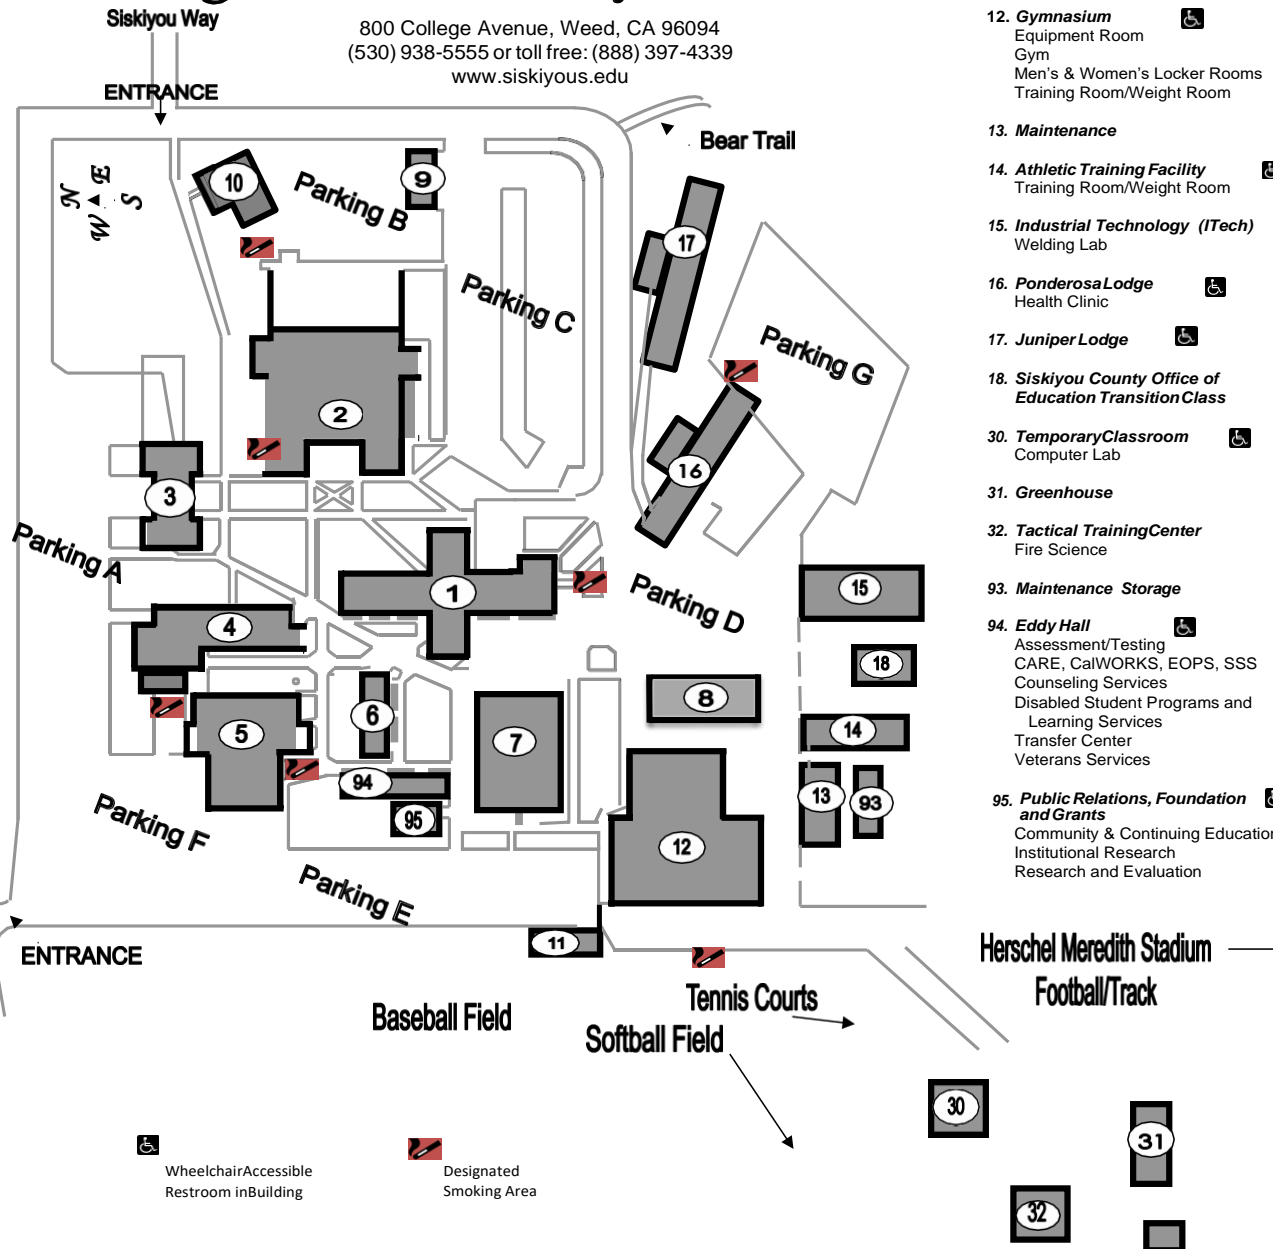 Siskiyou Way
800 College Avenue, Weed, CA 96094
(530) 938-5555 or toll free: (888) 397-4339
www.siskiyous.edu
ENTRANCE
Bear Trail
N
E
W
S
10
9
Parking B
17
Parking C
Parking G
2
16
3
Parking A
1
15
Parking D
4
18
8
6
5
7
14
94
13
93
95
Parking F
12
Parking E
11
ENTRANCE
Baseball Field
Tennis Courts
Softball Field
Herschel Meredith Stadium
Football/Track
30
31
32
WheelchairAccessible
Restroom inBuilding
Designated
Smoking Area
12. Gymnasium
Equipment Room
Gym
Men's & Women's Locker Rooms
Training Room/Weight Room
13. Maintenance
14. Athletic Training Facility
Training Room/Weight Room
15. Industrial Technology (ITech)
Welding Lab
16. PonderosaLodge
Health Clinic
17. JuniperLodge
18. Siskiyou County Office of
Education TransitionClass
30. TemporaryClassroom
Computer Lab
31. Greenhouse
32. Tactical TrainingCenter
Fire Science
93. Maintenance Storage
94. Eddy Hall
Assessment/Testing
CARE, CalWORKS, EOPS, SSS
Counseling Services
Disabled Student Programs and
Learning Services
Transfer Center
Veterans Services
95. Public Relations, Foundation
and Grants
Community & Continuing Education
Institutional Research
Research and Evaluation